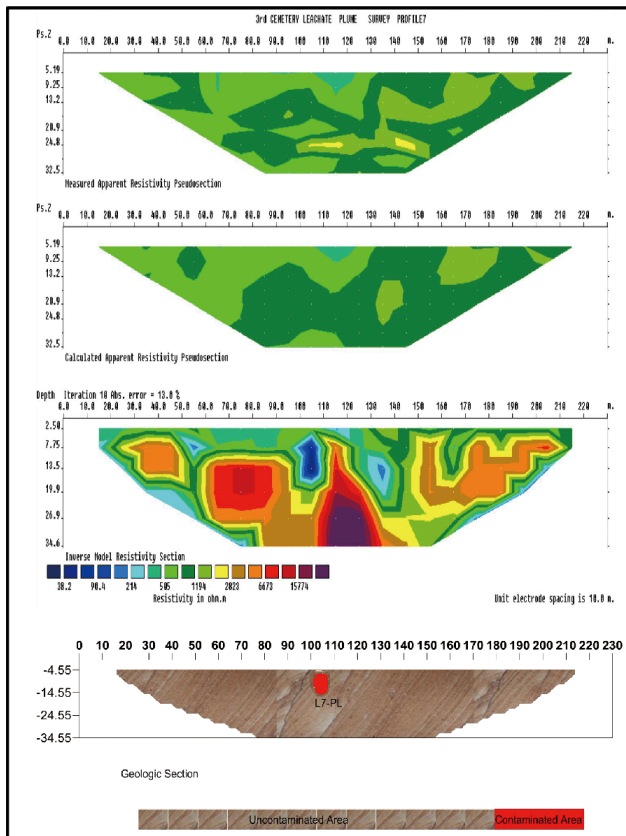 3rd CEMETERY LEACHATE PLUME SURVEY PROFILE7
Ps.Z 0.0 10.0 20.0 30.0 40.0 50.0 60.0 70.0 80.0 90.0 100 110 120 130 140 150 160 170 180 190 200 210 220 m.
5.19
9.25
13.2
20.9
24.8
32.5
Measured Apparent Resistivity Pseudosection
Ps.Z 0.0 10.0 20.0 30.0 40.0 50.0 60.0 70.0 80.0 90.0 100 110 120 130 140 150 160 170 180 190 200 210 220 m.
5.19
9.25
13.2
20.9
24.8
32.5
Calculated Apparent Resistivity Pseudosection
Depth Iteration 10 Abs. error = 13.0 %
0.0 10.0 20.0 30.0 40.0 50.0 60.0 70.0 80.0 90.0 100 110 120 130 140 150 160 170 180 190 200 210 220 m.
2.50
7.75
13.5
19.9
26.9
34.6
Inverse Model Resistivity Section
38.2 90.4 214 505 1194 2823 6673 15774
Resistivity in ohm.m Unit electrode spacing is 10.0 m.
0 10 20 30 40 50 60 70 80 90 100 110 120 130 140 150 160 170 180 190 200 210 230
-4.55
-14.55
-24.55
-34.55
L7-PL
Geologic Section
Uncontaminated Area Contaminated Area